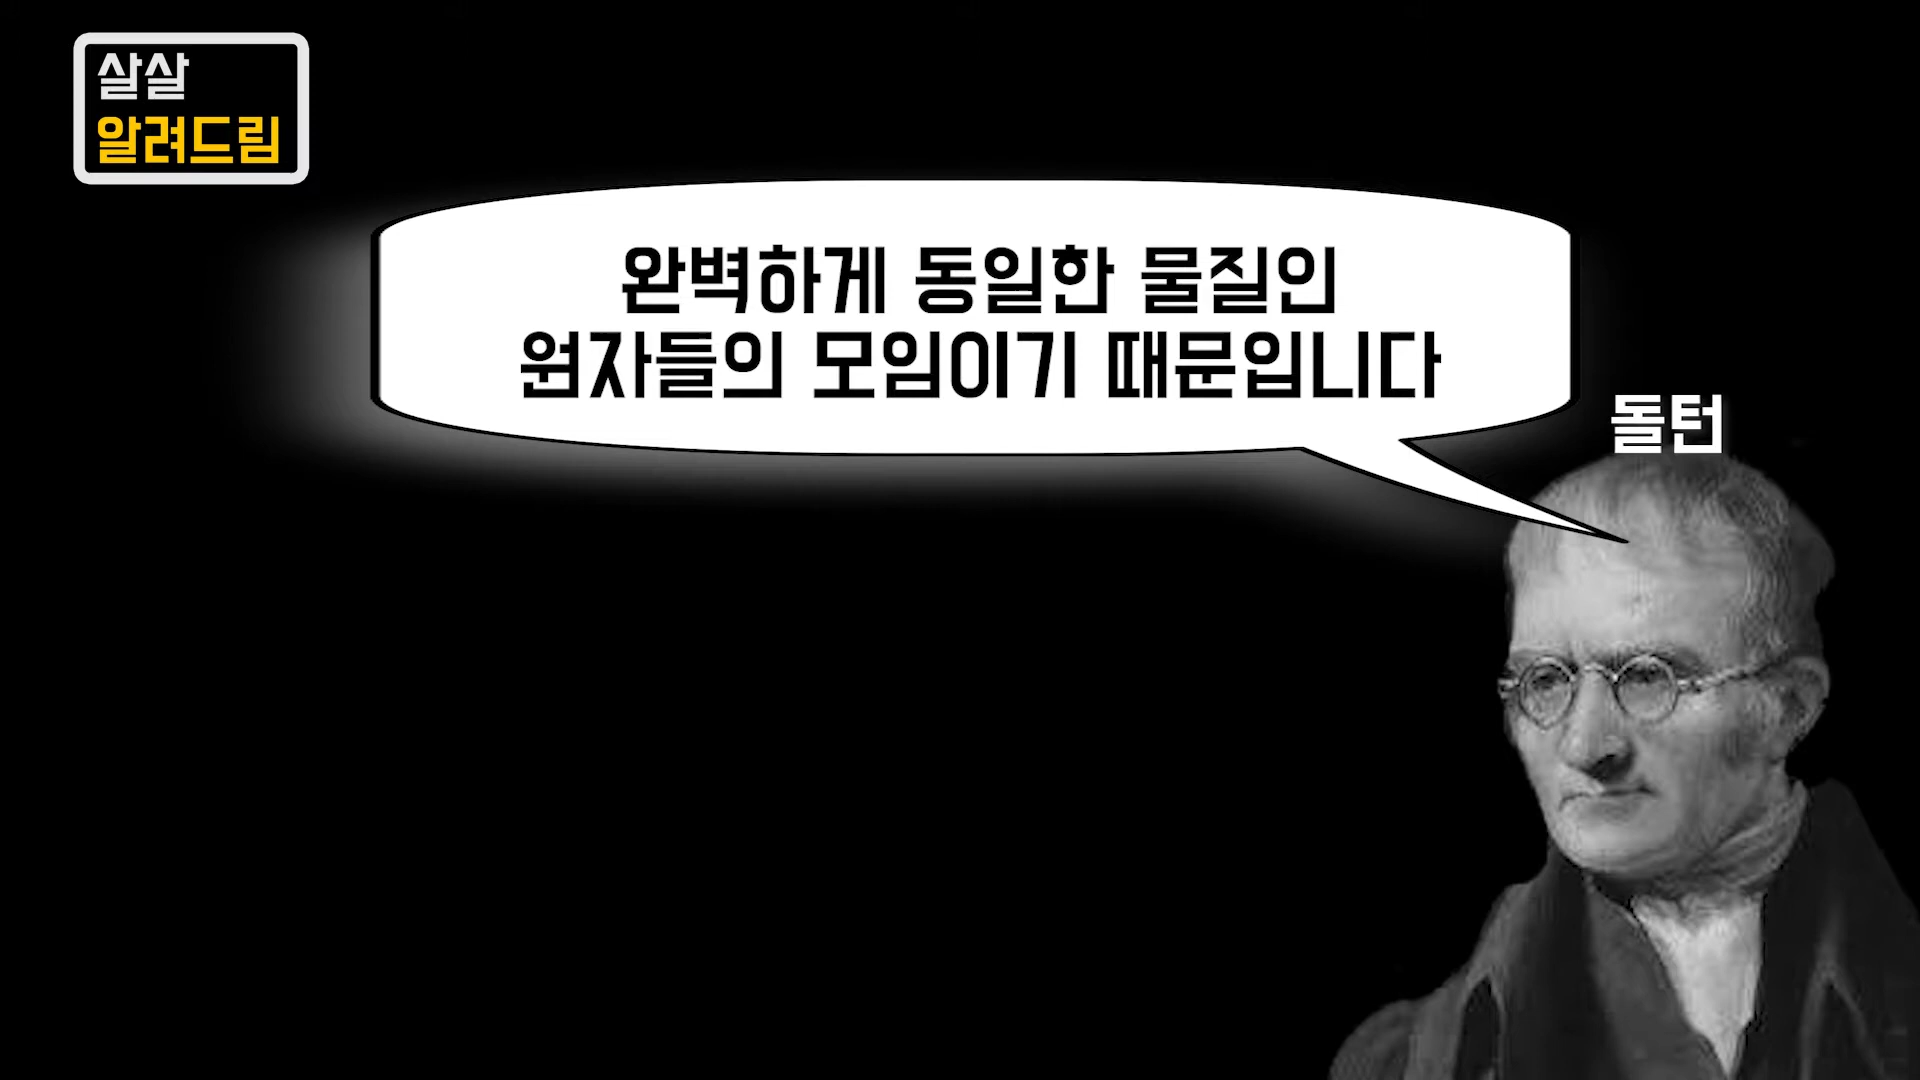 살살
알려드림
완벽하게 동일한 물질인
원자들의 모임이기 때문입니다
돌턴